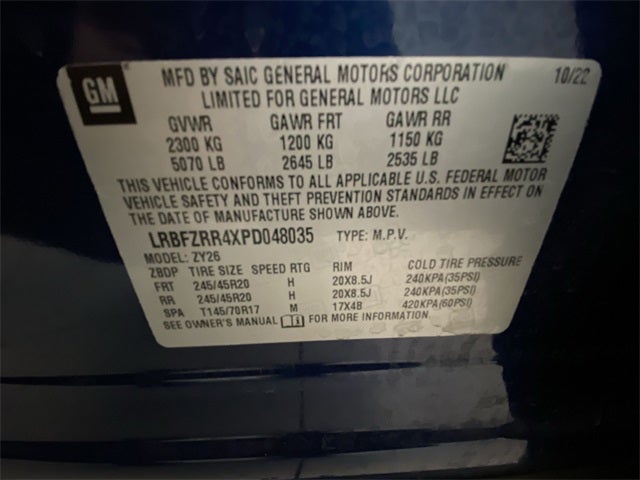 GM
MFD BY SAIC GENERAL MOTORS CORPORATION 10/22
LIMITED FOR GENERAL MOTORS LLC
GVWR GAWR FRT GAWR RR
2300 KG 1200 KG 1150 KG
5070 LB 2645 LB 2535 LB
THIS VEHICLE CONFORMS TO ALL APPLICABLE U.S. FEDERAL MOTOR
VEHICLE SAFETY AND THEFT PREVENTION STANDARDS IN EFFECT ON
THE DATE OF MANUFACTURE SHOWN ABOVE.
LRBFZRR4XPD048035 TYPE: M.P.V.
MODEL: ZY26
ZBDP TIRE SIZE SPEED RTG RIM COLD TIRE PRESSURE
FRT 245/45R20 H 20X8.5J 240KPA(35PSI)
RR 245/45R20 H 20X8.5J 240KPA(35PSI)
SPA T145/70R17 M 17X4B 420KPA(60PSI)
SEE OWNER'S MANUAL FOR MORE INFORMATION.